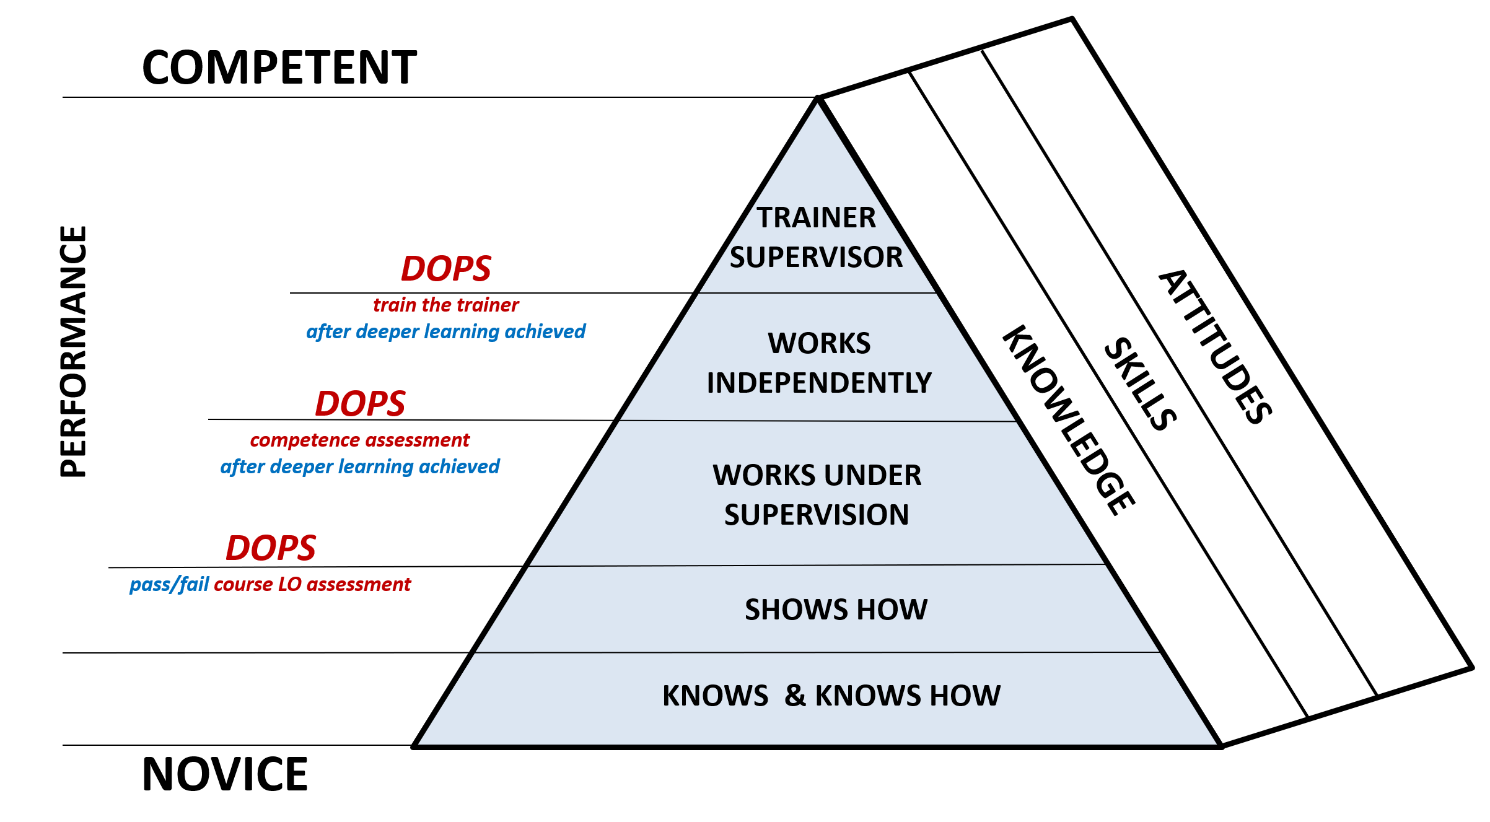 COMPETENT
PERFORMANCE
TRAINER
SUPERVISOR
DOPS
train the trainer
after deeper learning achieved
WORKS
INDEPENDENTLY
DOPS
competence assessment
after deeper learning achieved
WORKS UNDER
SUPERVISION
DOPS
pass/fail course LO assessment
SHOWS HOW
KNOWS & KNOWS HOW
NOVICE
KNOWLEDGE
SKILLS
ATTITUDES